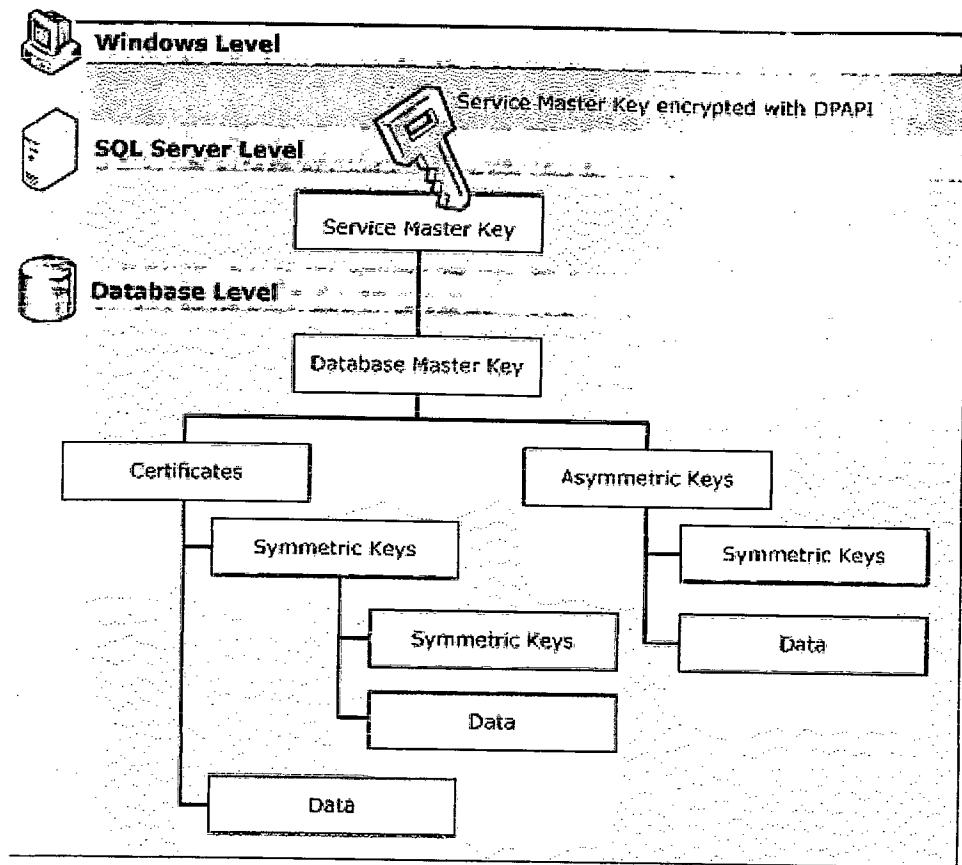 Windows Level
Service Master Key encrypted with DPAPI
SQL Server Level
Service Master Key
Database Level
Database Master Key
Certificates
Asymmetric Keys
Symmetric Keys
Symmetric Keys
Symmetric Keys
Data
Data
Data